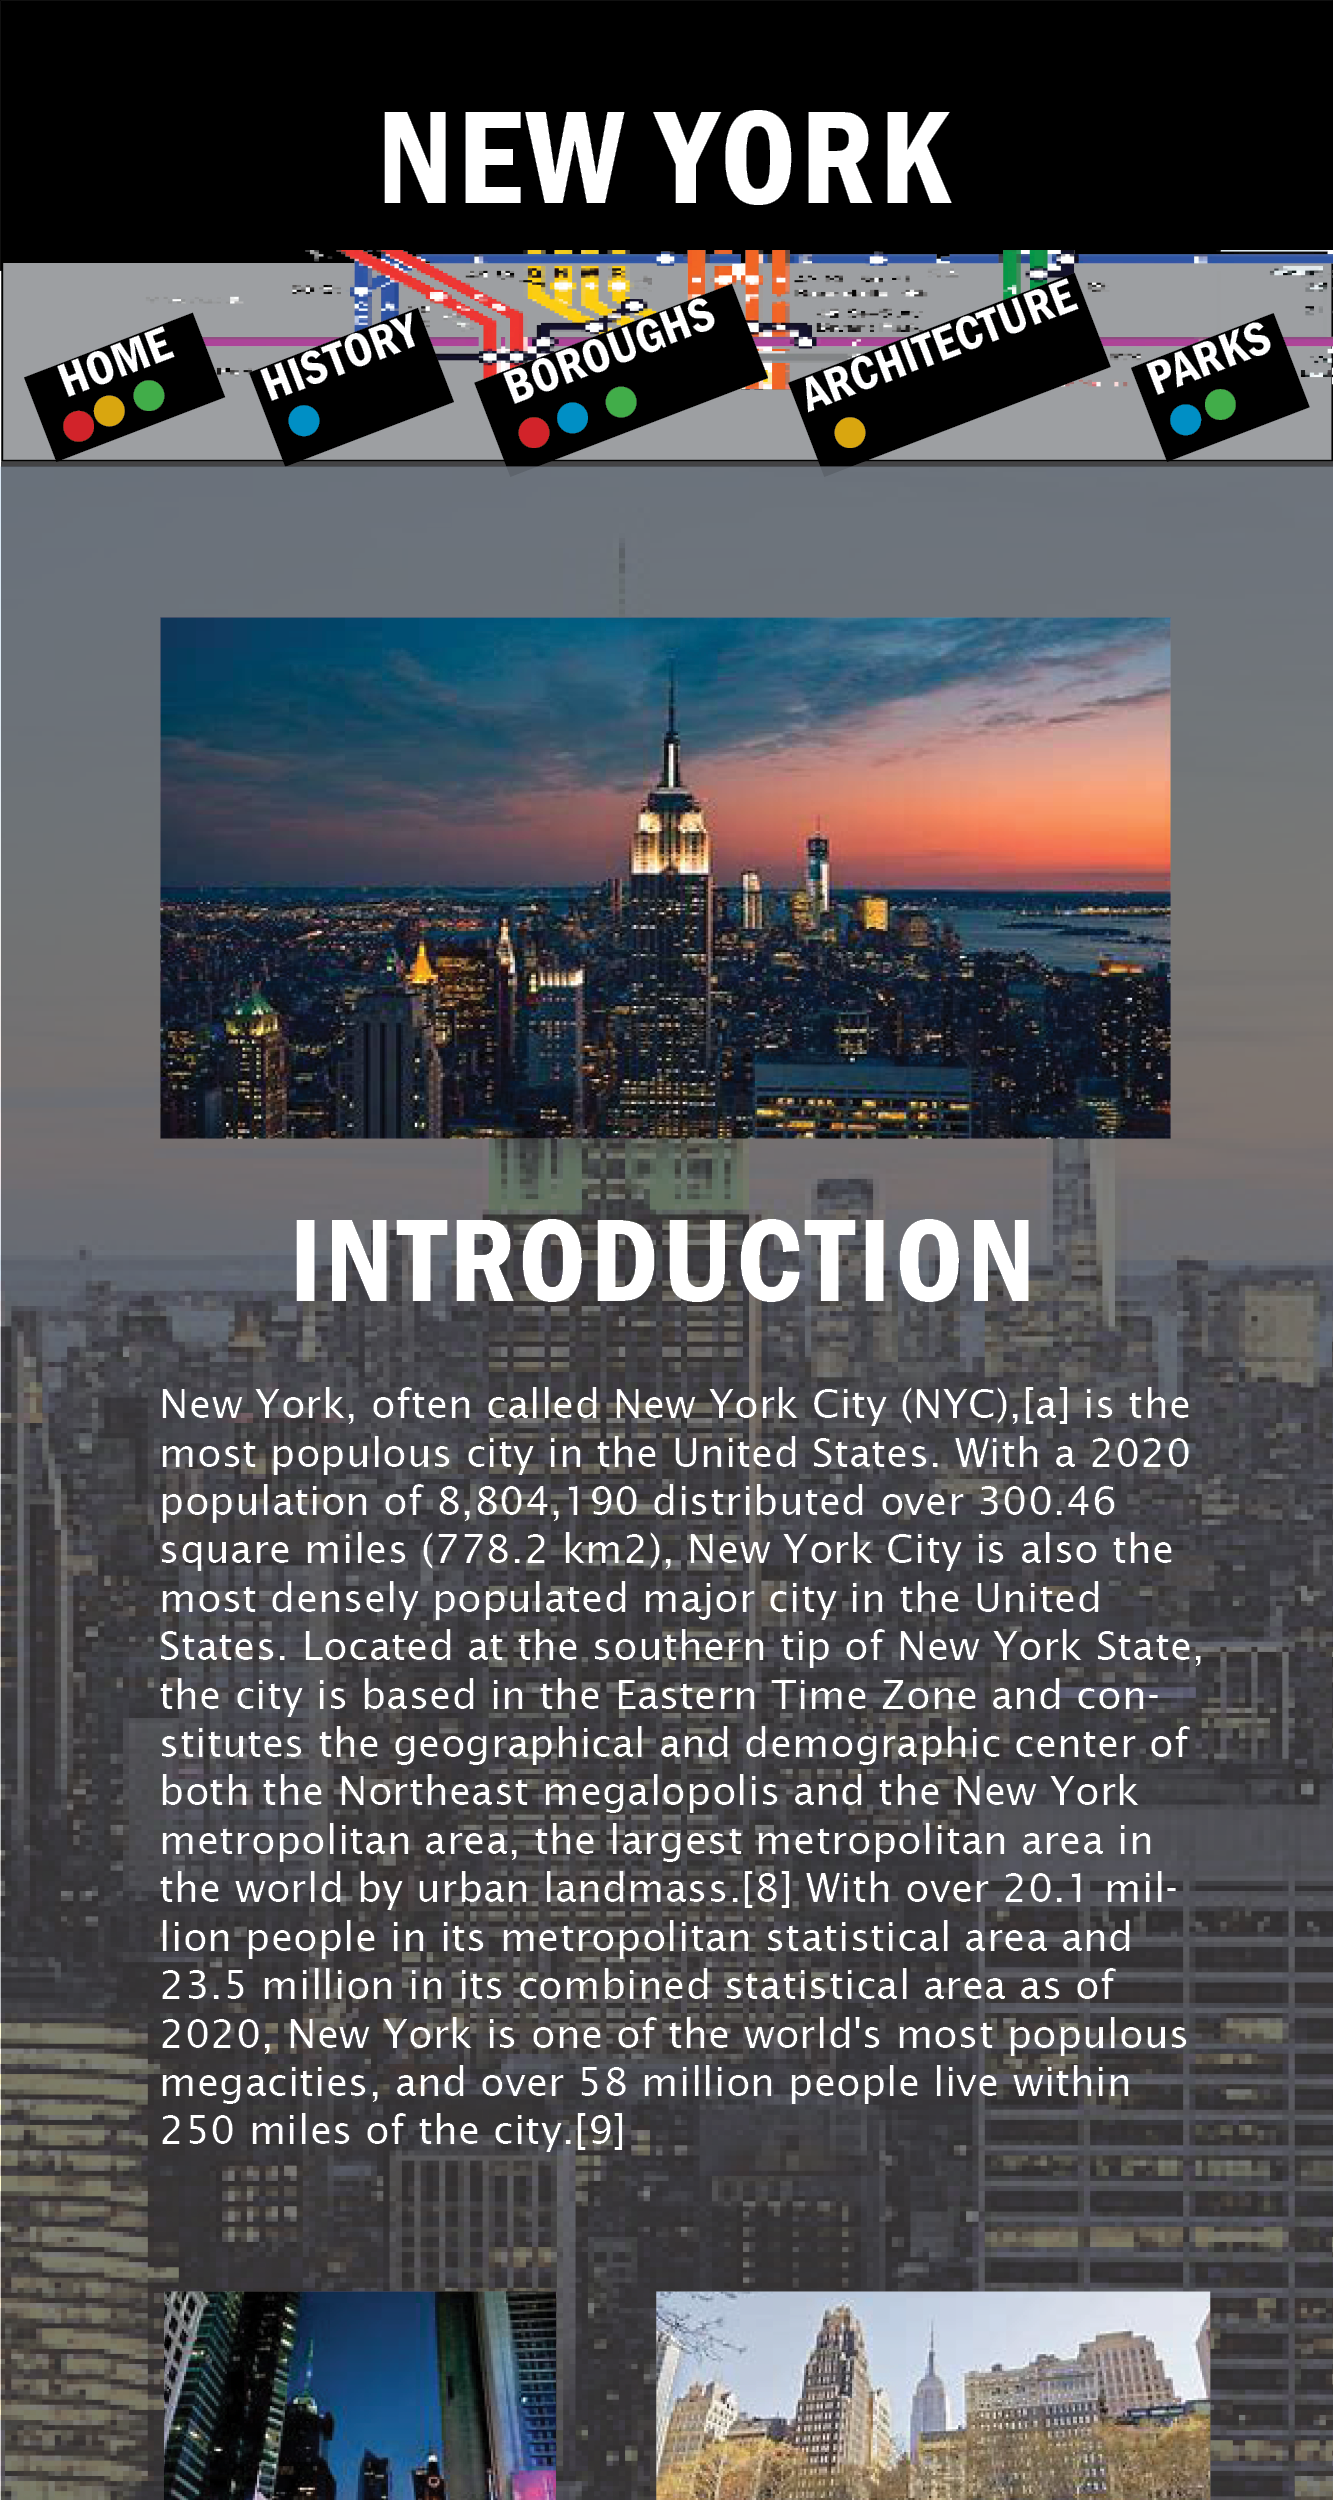 NEW YORK
HOME
HISTORY
BOROUGHS
ARCHITECTURE
PARKS
INTRODUCTION
New York, often called New York City (NYC),[a] is the
most populous city in the United States. With a 2020
population of 8,804,190 distributed over 300.46
square miles (778.2 km2), New York City is also the
most densely populated major city in the United
States. Located at the southern tip of New York State,
the city is based in the Eastern Time Zone and con-
stitutes the geographical and demographic center of
both the Northeast megalopolis and the New York
metropolitan area, the largest metropolitan area in
the world by urban landmass.[8] With over 20.1 mil-
lion people in its metropolitan statistical area and
23.5 million in its combined statistical area as of
2020, New York is one of the world's most populous
megacities, and over 58 million people live within
250 miles of the city.[9]